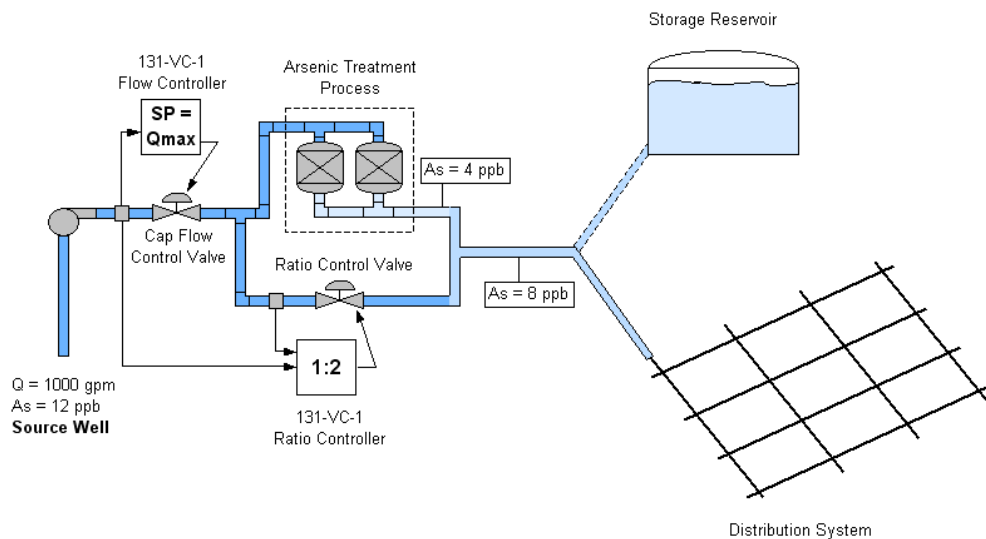 Storage Reservoir
131-VC-1
Flow Controller
Arsenic Treatment
Process
SP =
Qmax
As = 4 ppb
Cap Flow
Control Valve
Ratio Control Valve
As = 8 ppb
1:2
Q = 1000 gpm
As = 12 ppb
Source Well
131-VC-1
Ratio Controller
Distribution System